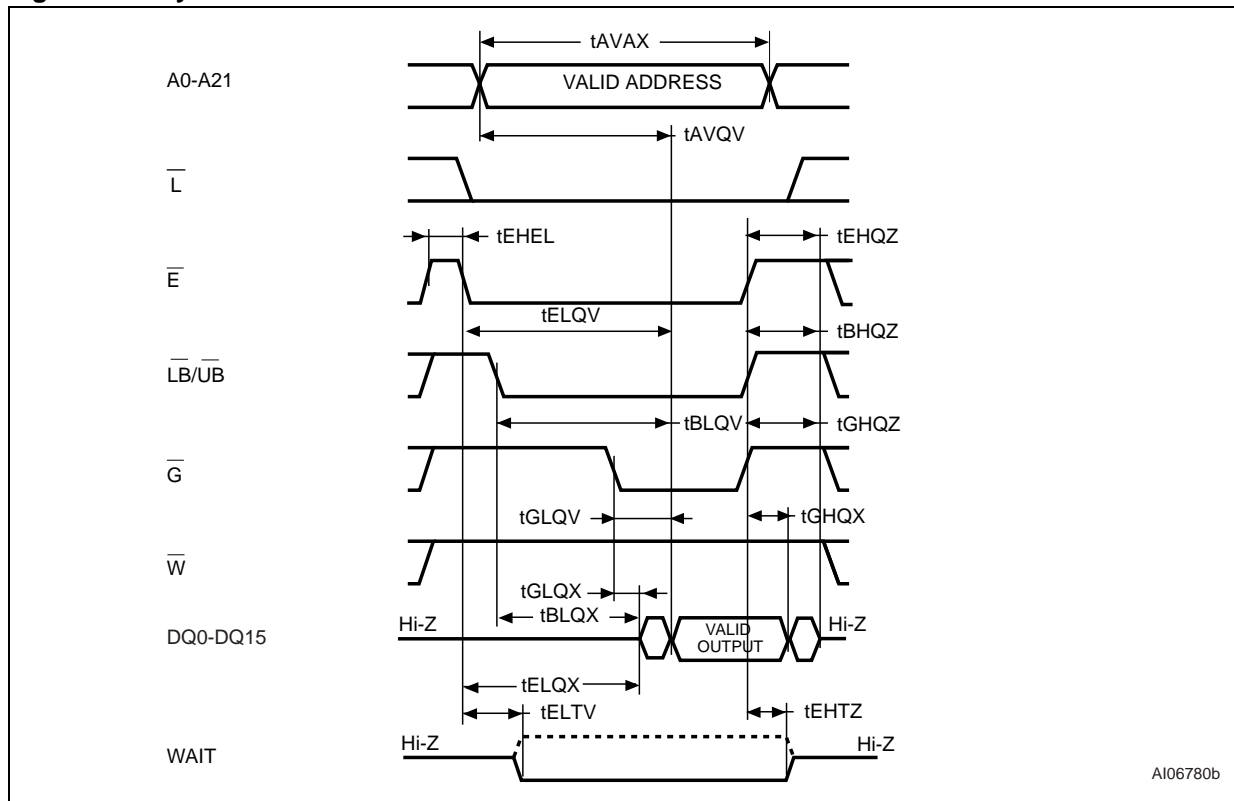 tAVAX
A0-A21
VALID ADDRESS
tAVQV
L
tEHEL
tEHQZ
E
tELQV
tBHQZ
LB/UB
tBLQV
tGHQZ
G
tGLQV
tGHQX
W
tGLQX
tBLQX
Hi-Z
VALID
OUTPUT
Hi-Z
DQ0-DQ15
tELQX
tELTV
tEHTZ
Hi-Z
Hi-Z
WAIT
AI06780b